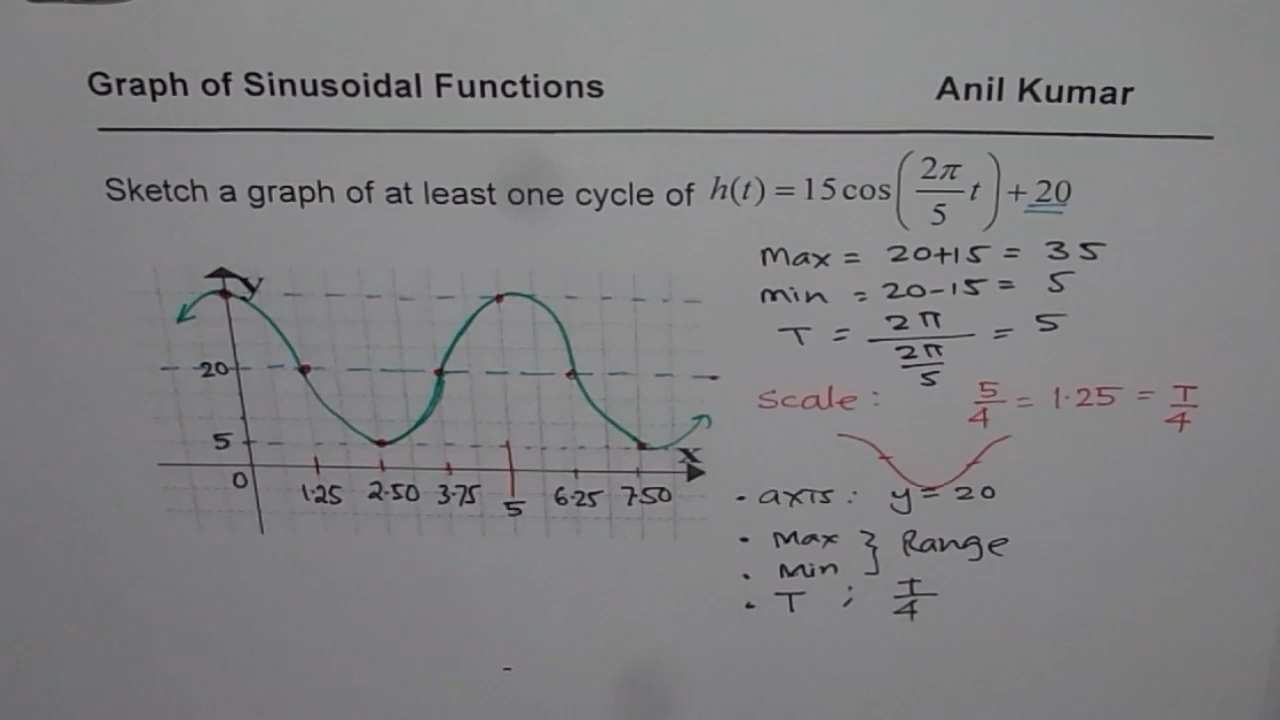 Graph of Sinusoidal Functions Anil Kumar
Sketch a graph of at least one cycle of h(t) = 15 cos(2π/5 t) + 20
Max = 20+15 = 35
min = 20-15 = 5
T = 2π/(2π/5) = 5
Scale : 5/4 = 1.25 = T/4
y
20
5
x
0
1.25 2.50 3.75 5 6.25 7.50
• axis : y = 20
• Max } Range
• Min
• T ; T/4